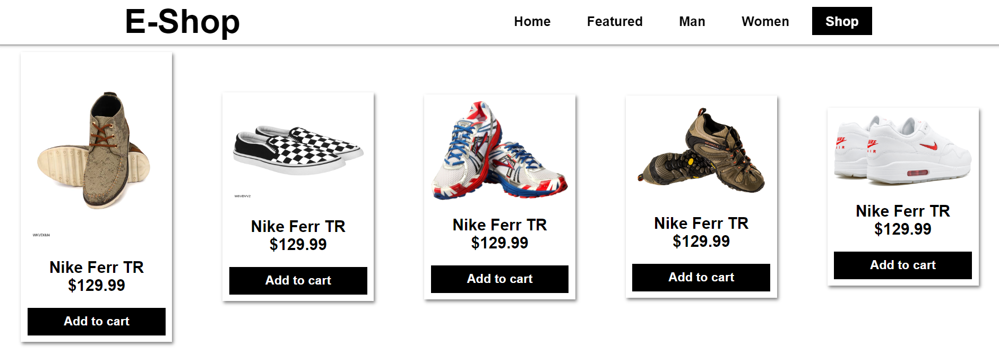 E-Shop
Home
Featured
Man
Women
Shop
WKVEKM4
Nike Ferr TR
$129.99
Add to cart
Nike Ferr TR
$129.99
Add to cart
Nike Ferr TR
$129.99
Add to cart
MERRELL
Nike Ferr TR
$129.99
Add to cart
NIKE
AIR
NIKE
AIR
Nike Ferr TR
$129.99
Add to cart